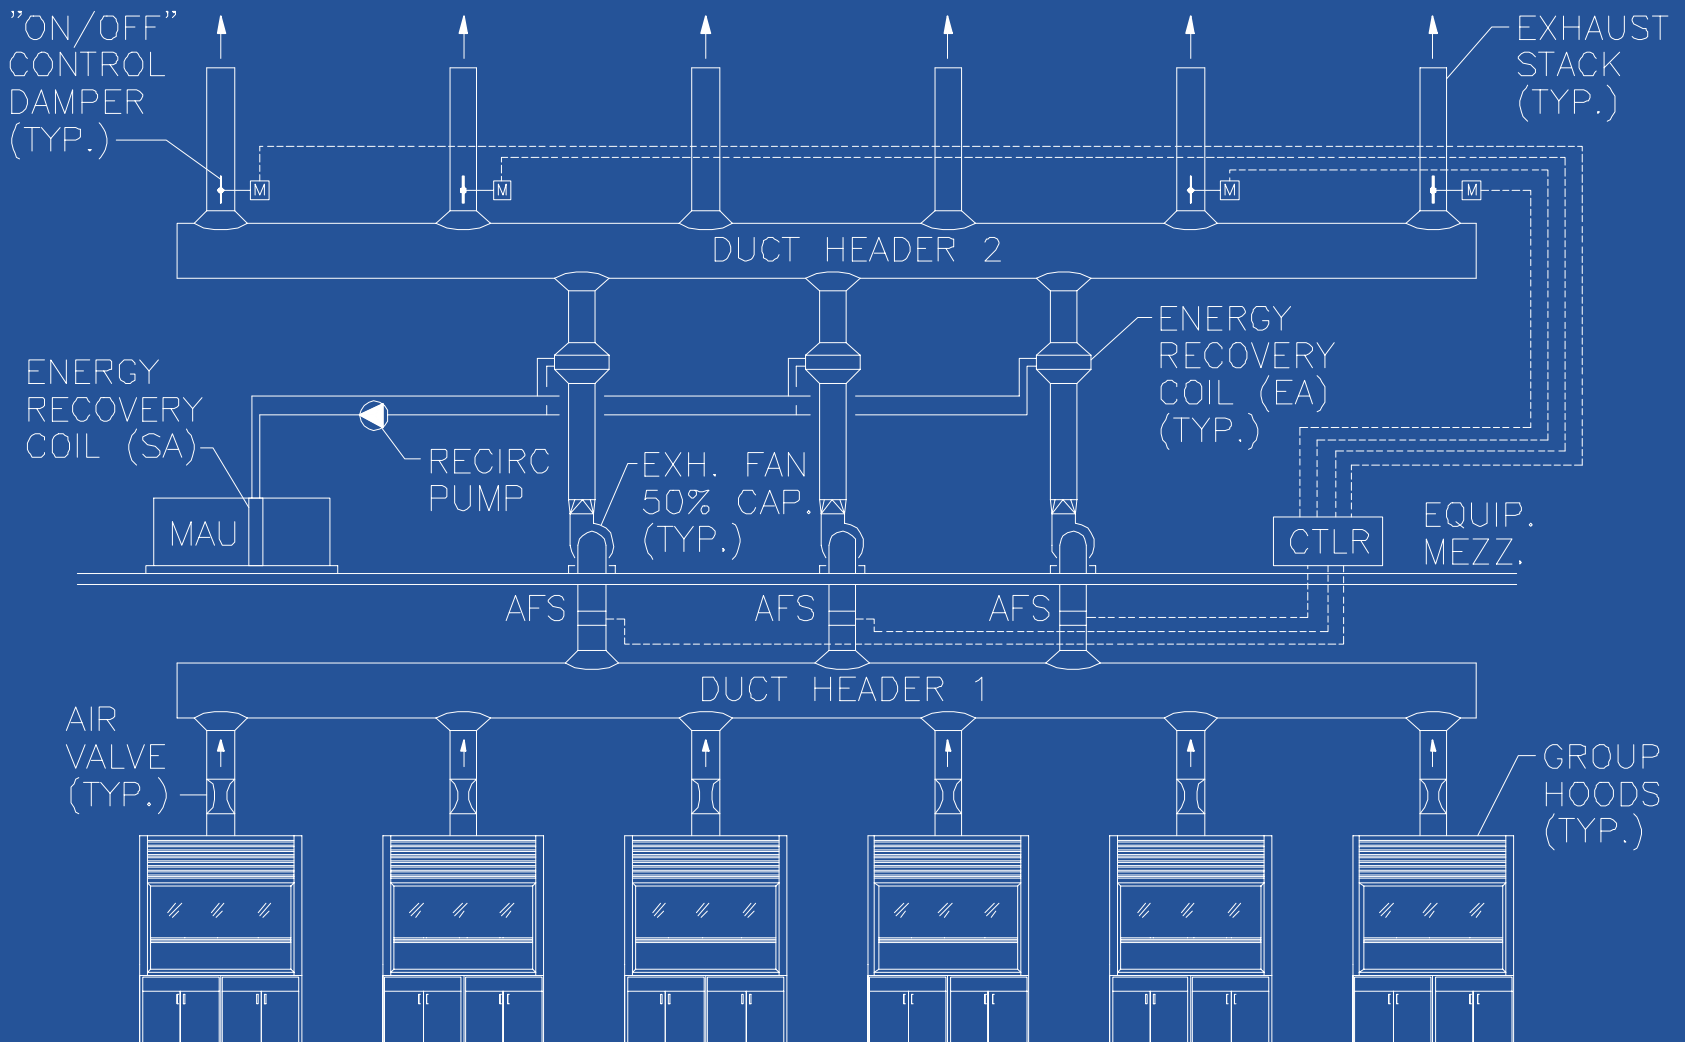 "ON/OFF"
CONTROL
DAMPER
(TYP.)
EXHAUST
STACK
(TYP.)
M
M
M
M
DUCT HEADER 2
ENERGY
RECOVERY
COIL (EA)
(TYP.)
ENERGY
RECOVERY
COIL (SA)
RECIRC
PUMP
EXH. FAN
50% CAP.
(TYP.)
MAU
CTLR
EQUIP.
MEZZ.
AFS
AFS
AFS
DUCT HEADER 1
AIR
VALVE
(TYP.)
GROUP
HOODS
(TYP.)